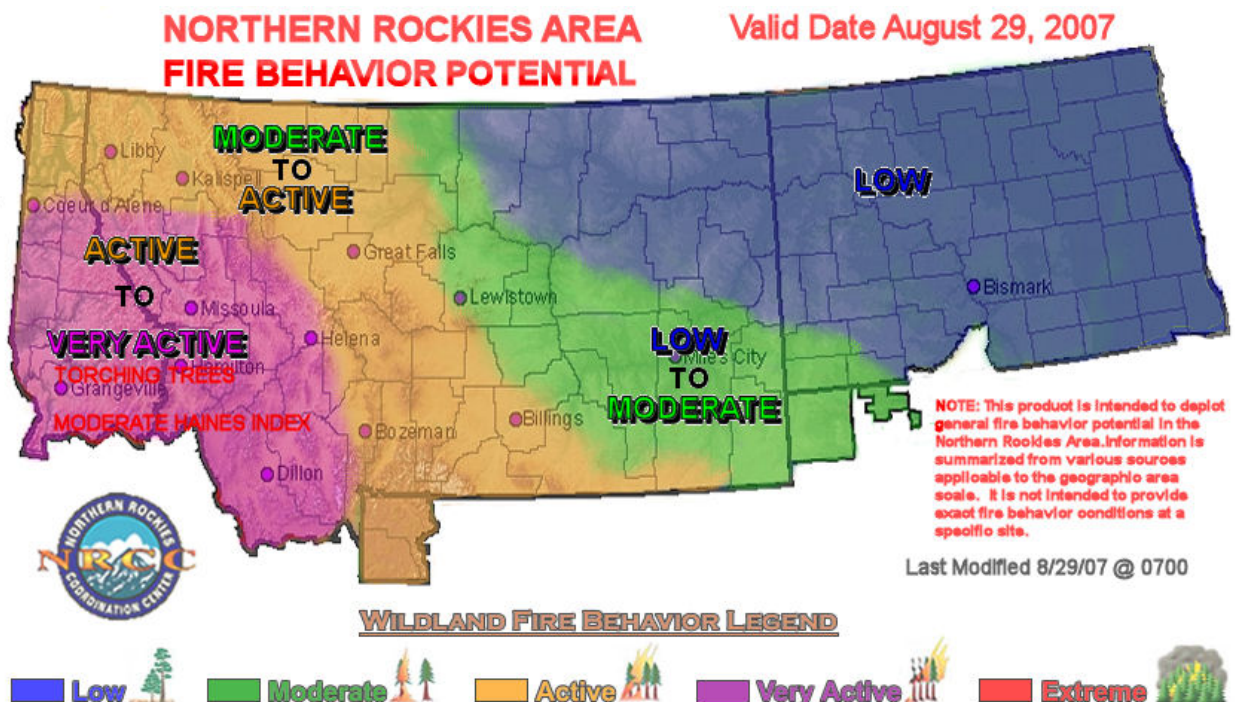 NORTHERN ROCKIES AREA
FIRE BEHAVIOR POTENTIAL
Valid Date August 29, 2007
MODERATE
TO
ACTIVE
Libby
Kalispell
Coeur d'Alene
LOW
ACTIVE
TO
VERY ACTIVE
Great Falls
Lewistown
Missoula
Helena
Hamilton
TORCHING TREES
Grangeville
MODERATE HAINES INDEX
Bismark
LOW
TO
MODERATE
Mile's City
Billings
Bozeman
Dillon
NOTE: This product is intended to depict
general fire behavior potential in the
Northern Rockies Area.Information is
summarized from various sources
applicable to the geographic area
scale. It is not intended to provide
exact fire behavior conditions at a
specific site.
Last Modified 8/29/07 @ 0700
NORTHERN ROCKIES
NRCC
COORDINATION CENTER
WILDLAND FIRE BEHAVIOR LEGEND
Low
Moderate
Active
Very Active
Extreme